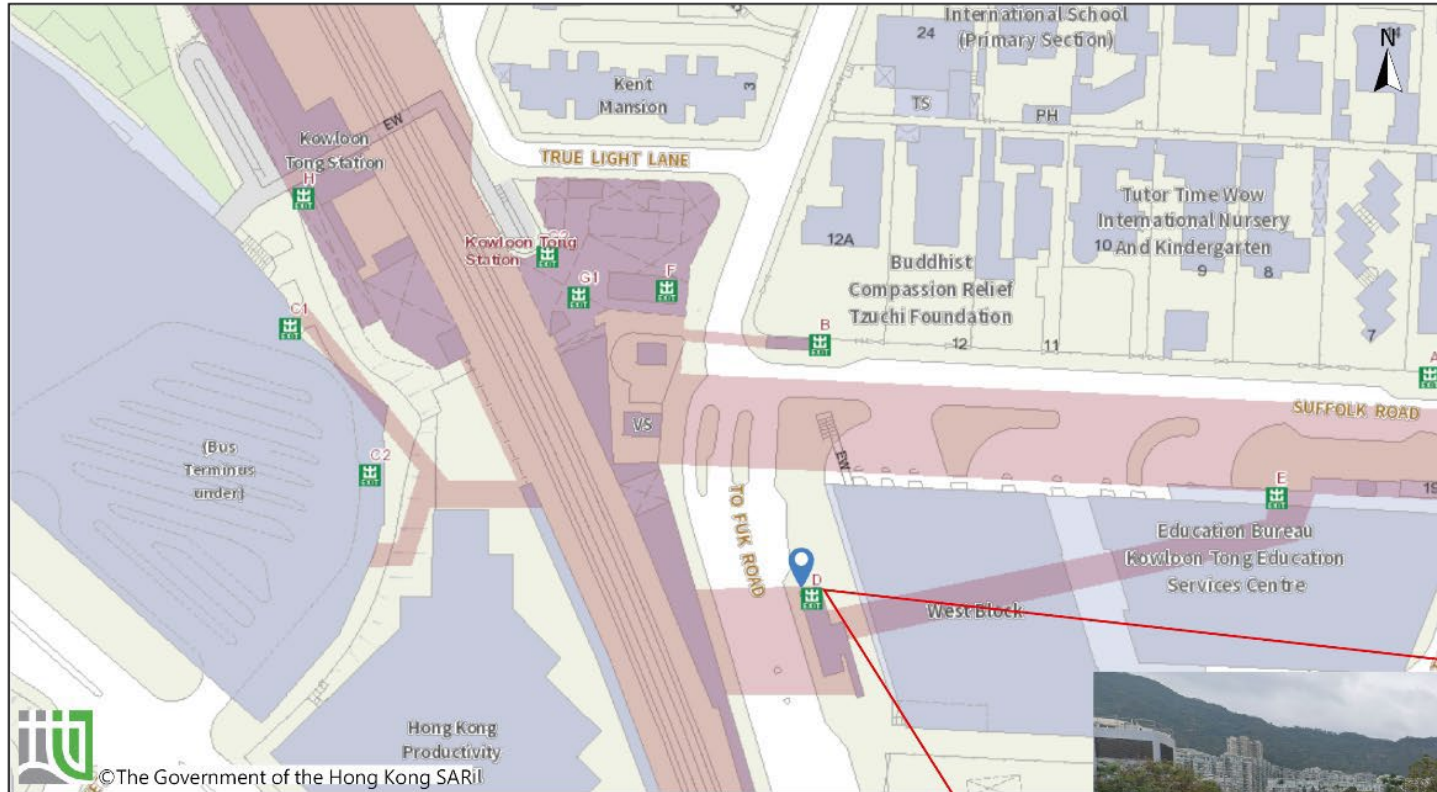 International School
(Primary Section)
24
N
Kent
Mansion
3
TS
PH
EW
Kowloon
Tong Station
H
TRUE LIGHT LANE
Tutor Time Wow
International Nursery
And Kindergarten
12A
10
9
8
7
Kowloon Tong
Station
G1
F
Buddhist
Compassion Relief
Tzuchi Foundation
C1
B
12
11
A
SUFFOLK ROAD
VS
(Bus
Terminus
under)
C2
EW
E
19
TO FUK ROAD
Education Bureau
Kowloon Tong Education
Services Centre
D
EXIT
West Block
Hong Kong
Productivity
©The Government of the Hong Kong SAR